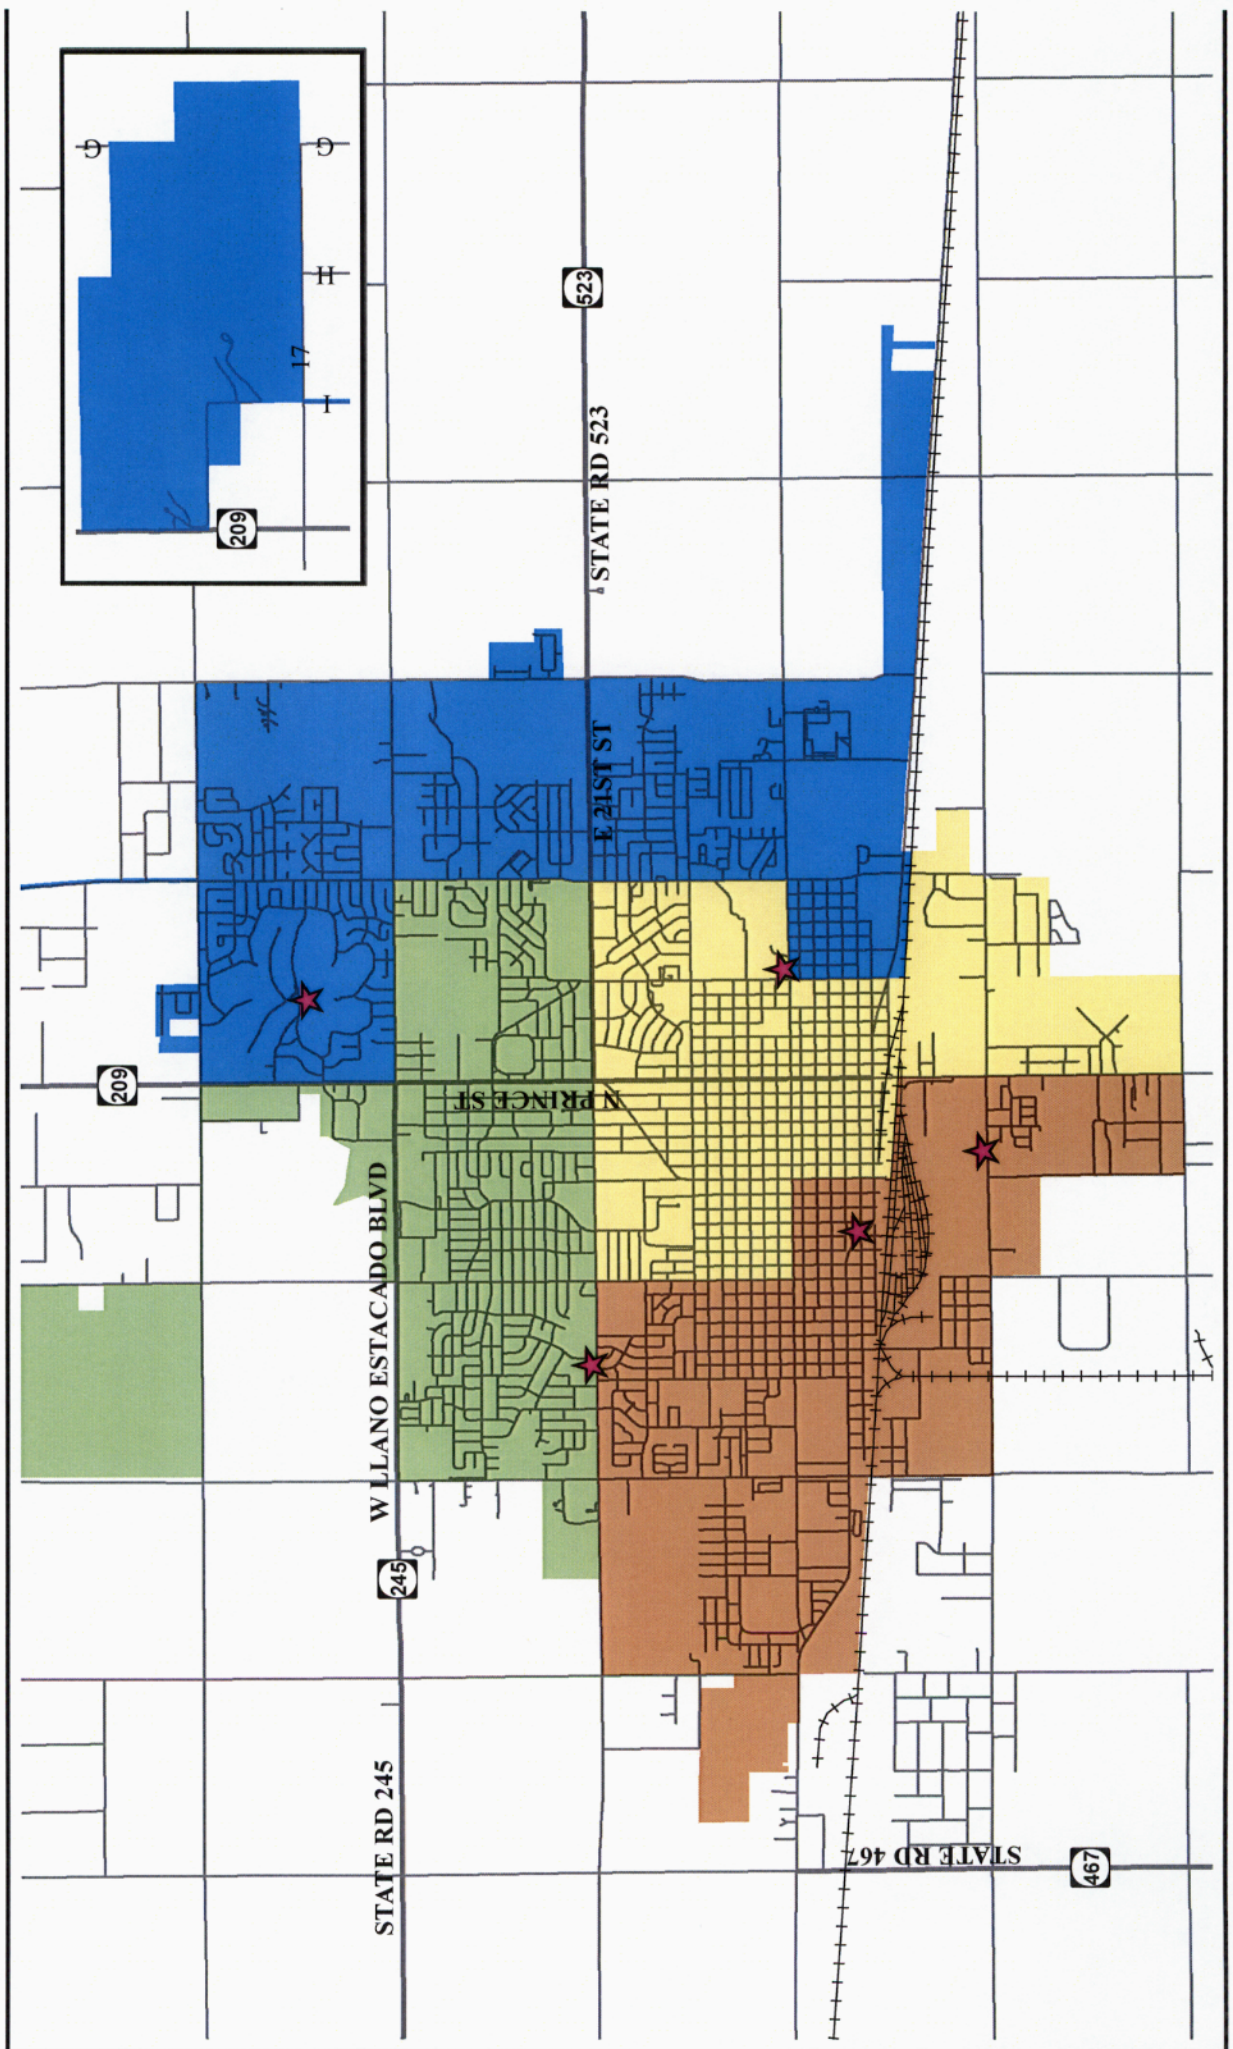 G
G
H
17
I
209
523
STATE RD 523
E 21ST ST
209
N PRINCE ST
W LLANO ESTACADO BLVD
245
STATE RD 245
STATE RD 467
467